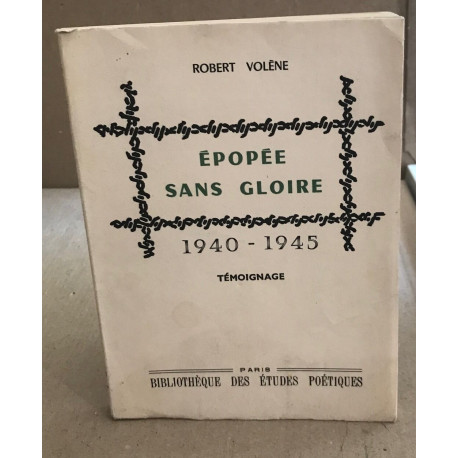 ROBERT VOLÈNE
ÉPOPÉE
SANS GLOIRE
1940 - 1945
TÉMOIGNAGE
PARIS
BIBLIOTHÈQUE DES ÉTUDES POÉTIQUES